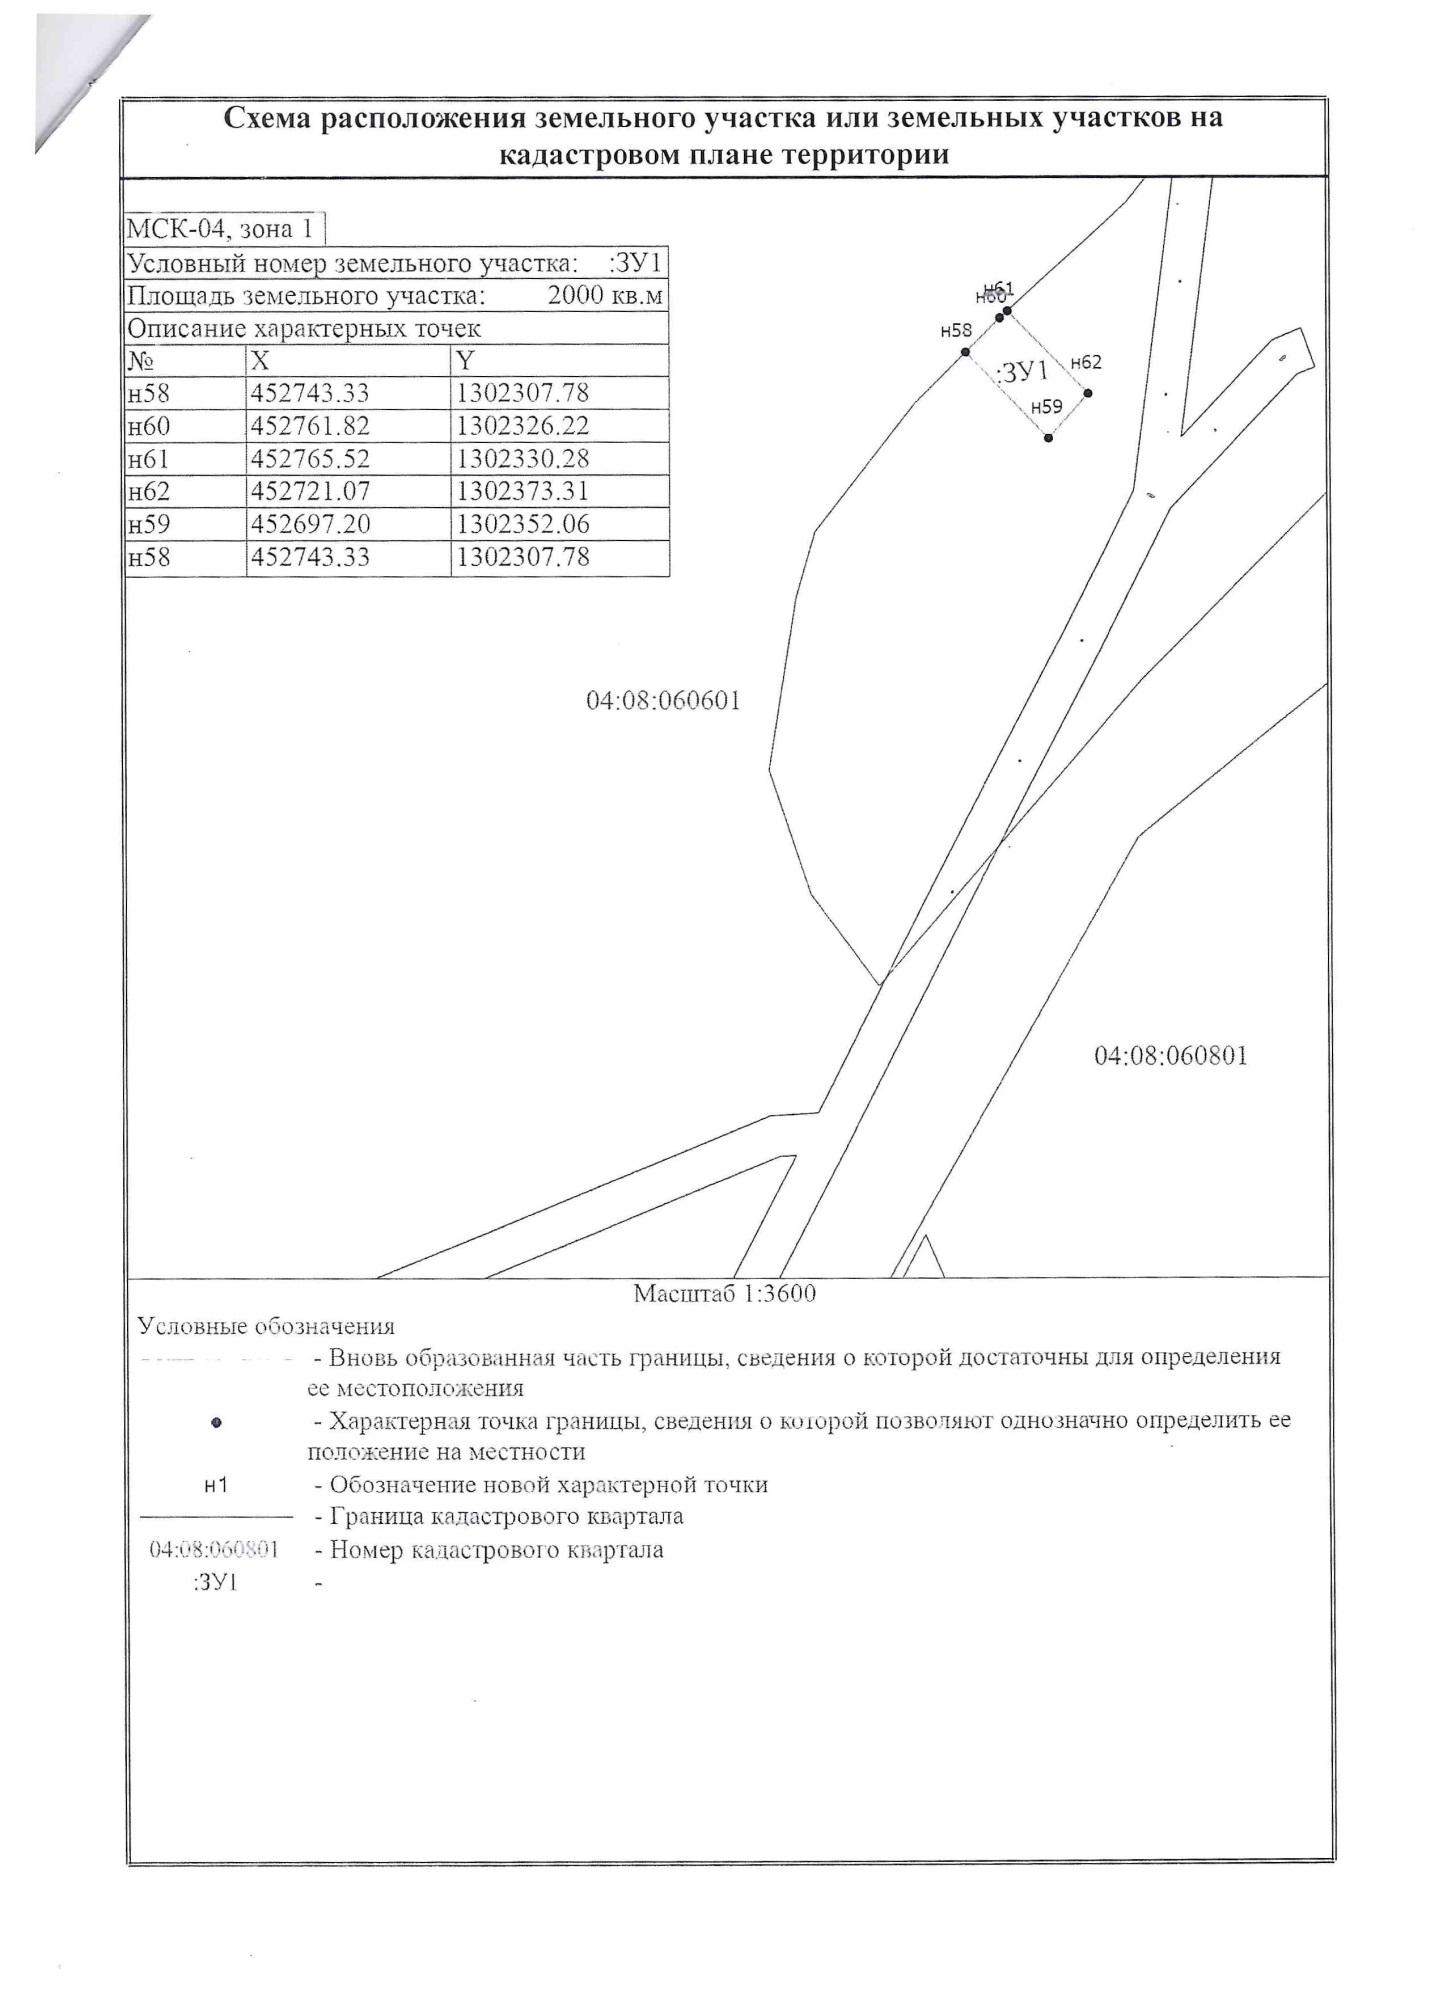 Схема расположения земельного участка или земельных участков на
кадастровом плане территории
МСК-04, зона 1
Условный номер земельного участка: :ЗУ1
Площадь земельного участка: 2000 кв.м
Описание характерных точек
№ X Y
н58 452743.33 1302307.78
н60 452761.82 1302326.22
н61 452765.52 1302330.28
н62 452721.07 1302373.31
н59 452697.20 1302352.06
н58 452743.33 1302307.78
н61
н60
н58
н62
:ЗУ1
н59
04:08:060601
04:08:060801
Масштаб 1:3600
Условные обозначения
- Вновь образованная часть границы, сведения о которой достаточны для определения
ее местоположения
- Характерная точка границы, сведения о которой позволяют однозначно определить ее
положение на местности
н1 - Обозначение новой характерной точки
- Граница кадастрового квартала
04:08:060801 - Номер кадастрового квартала
:ЗУ1 -